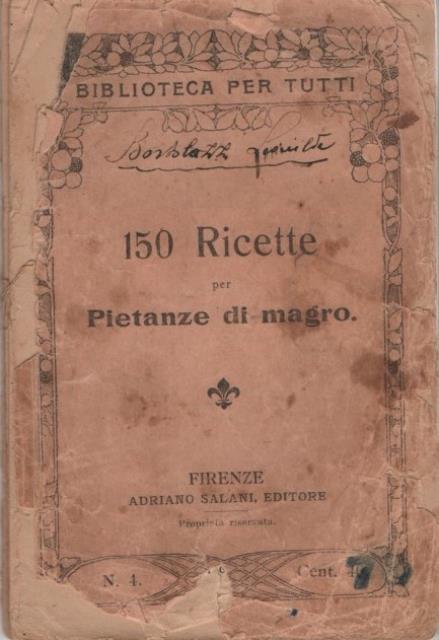 BIBLIOTECA PER TUTTI
150 Ricette
per
Pietanze di magro.
FIRENZE
ADRIANO SALANI, EDITORE
Proprietà riservata.
N. 4.
Cent.